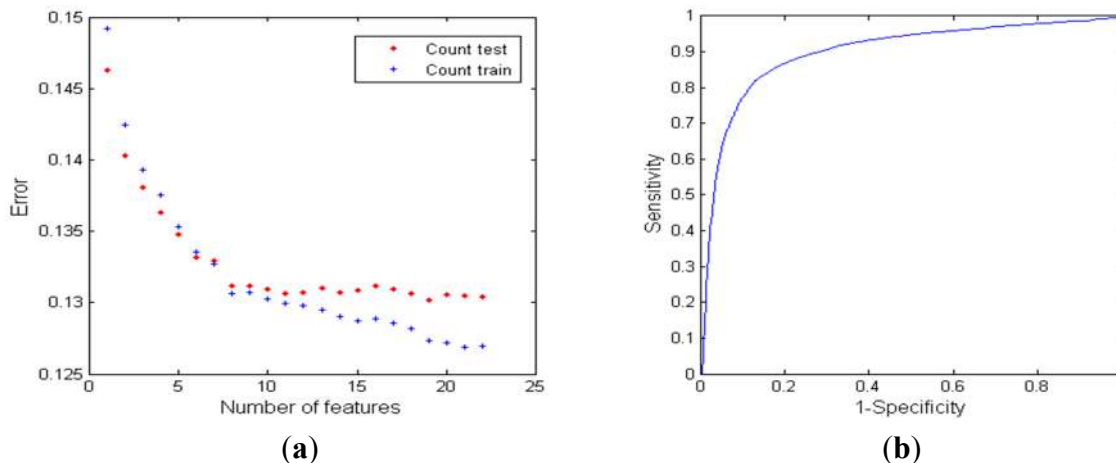 0.15
0.145
0.14
0.135
0.13
0.125
Error
0 5 10 15 20 25
Number of features
Count test
Count train
(a)
1
0.9
0.8
0.7
0.6
0.5
0.4
0.3
0.2
0.1
0
Sensitivity
0 0.2 0.4 0.6 0.8
1-Specificity
(b)